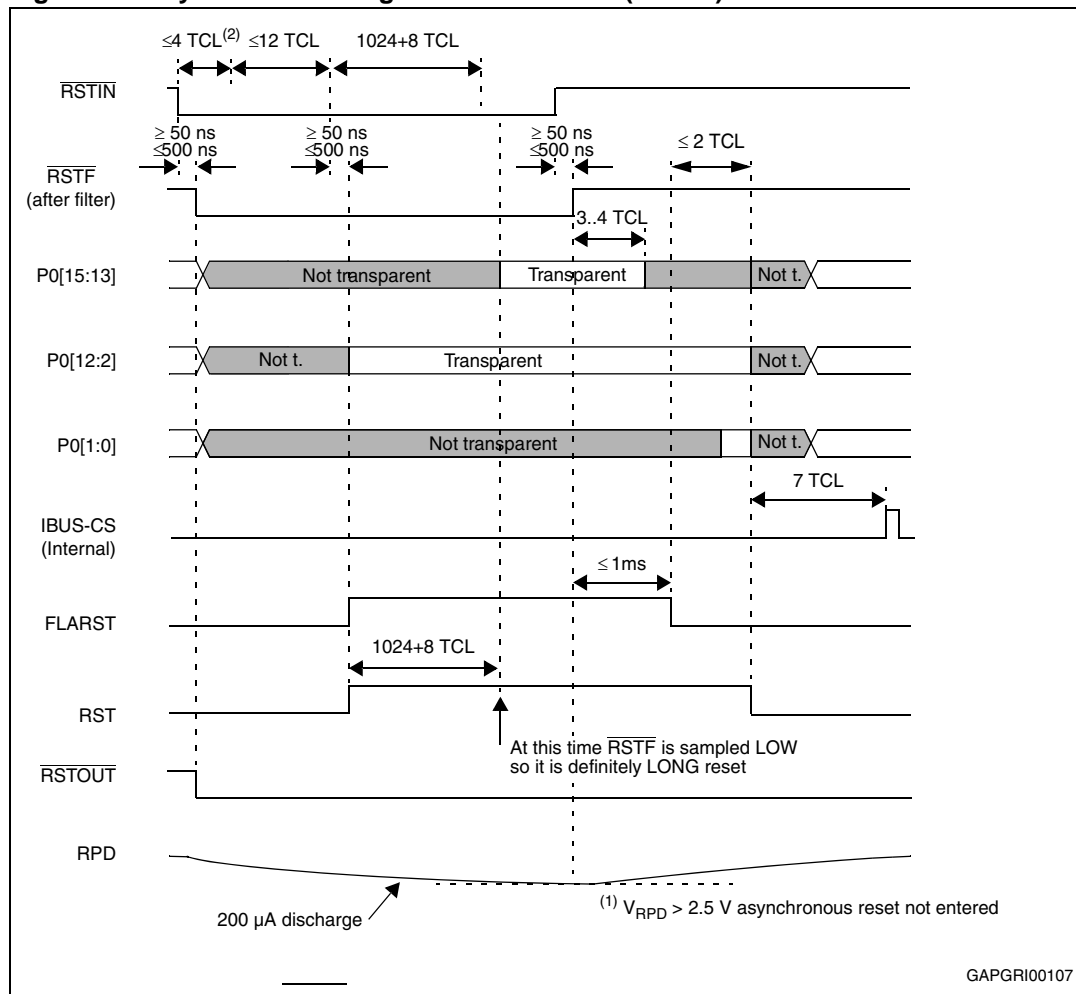 ≤4 TCL(2) ≤12 TCL 1024+8 TCL
RSTIN
≥ 50 ns ≥ 50 ns ≥ 50 ns
≤500 ns ≤500 ns ≤500 ns ≤ 2 TCL
RSTF
(after filter)
3..4 TCL
P0[15:13] Not transparent Transparent Not t.
P0[12:2] Not t. Transparent Not t.
P0[1:0] Not transparent Not t.
7 TCL
IBUS-CS
(Internal)
≤ 1ms
FLARST
1024+8 TCL
RST
At this time RSTF is sampled LOW
so it is definitely LONG reset
RSTOUT
RPD
200 µA discharge
(1) VRPD > 2.5 V asynchronous reset not entered
GAPGRI00107